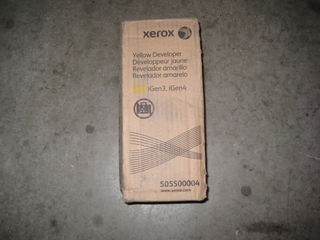 xerox
Yellow Developer
Développeur jaune
Revelador amarillo
Revelador amarelo
iGen3, iGen4
505S00004
www.xerox.com